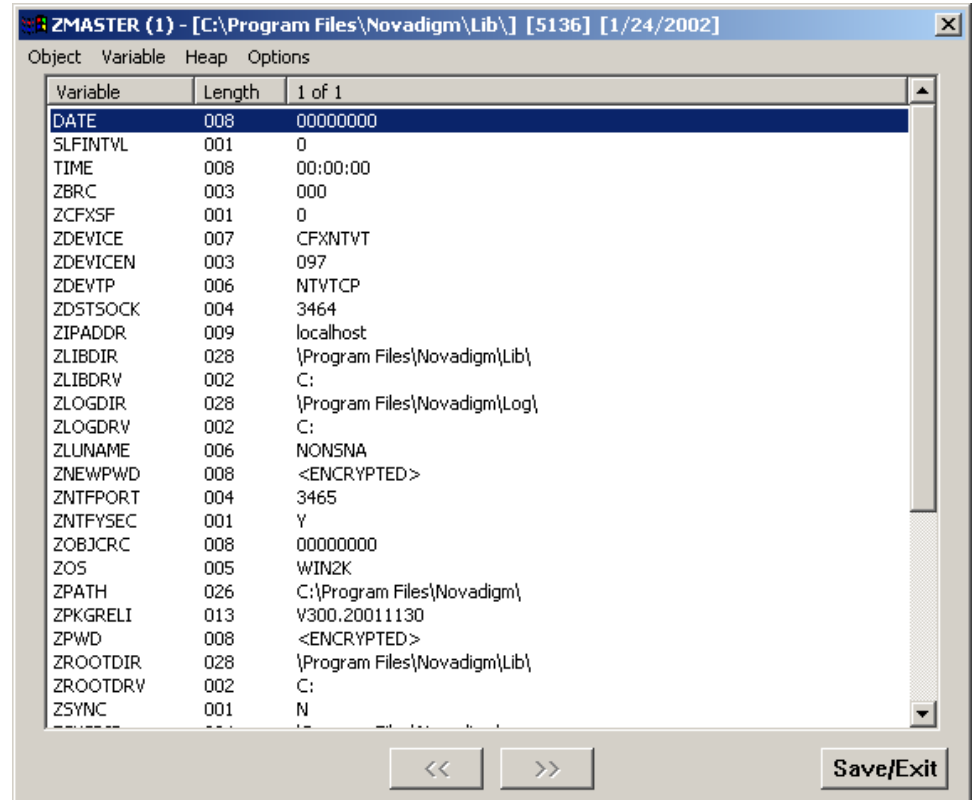 ZMASTER (1) - [C:\Program Files\Novadigm\Lib\] [5136] [1/24/2002]
Object Variable Heap Options
Variable Length 1 of 1
DATE 008 00000000
SLFINTVL 001 0
TIME 008 00:00:00
ZBRC 003 000
ZCFXSF 001 0
ZDEVICE 007 CFXNTVT
ZDEVICEN 003 097
ZDEVTP 006 NTVTCP
ZDSTSOCK 004 3464
ZIPADDR 009 localhost
ZLIBDIR 028 \Program Files\Novadigm\Lib\
ZLIBDRV 002 C:
ZLOGDIR 028 \Program Files\Novadigm\Log\
ZLOGDRV 002 C:
ZLUNAME 006 NONSNA
ZNEWPWD 008 <ENCRYPTED>
ZNTFPORT 004 3465
ZNTFYSEC 001 Y
ZOBJCRC 008 00000000
ZOS 005 WIN2K
ZPATH 026 C:\Program Files\Novadigm\
ZPKGRELI 013 V300.20011130
ZPWD 008 <ENCRYPTED>
ZROOTDIR 028 \Program Files\Novadigm\Lib\
ZROOTDRV 002 C:
ZSYNC 001 N
<< >> Save/Exit